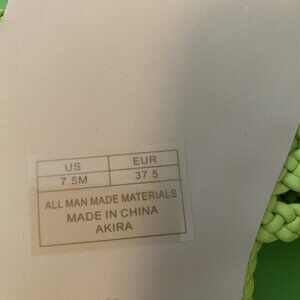 US EUR
7.5M 37.5
ALL MAN MADE MATERIALS
MADE IN CHINA
AKIRA